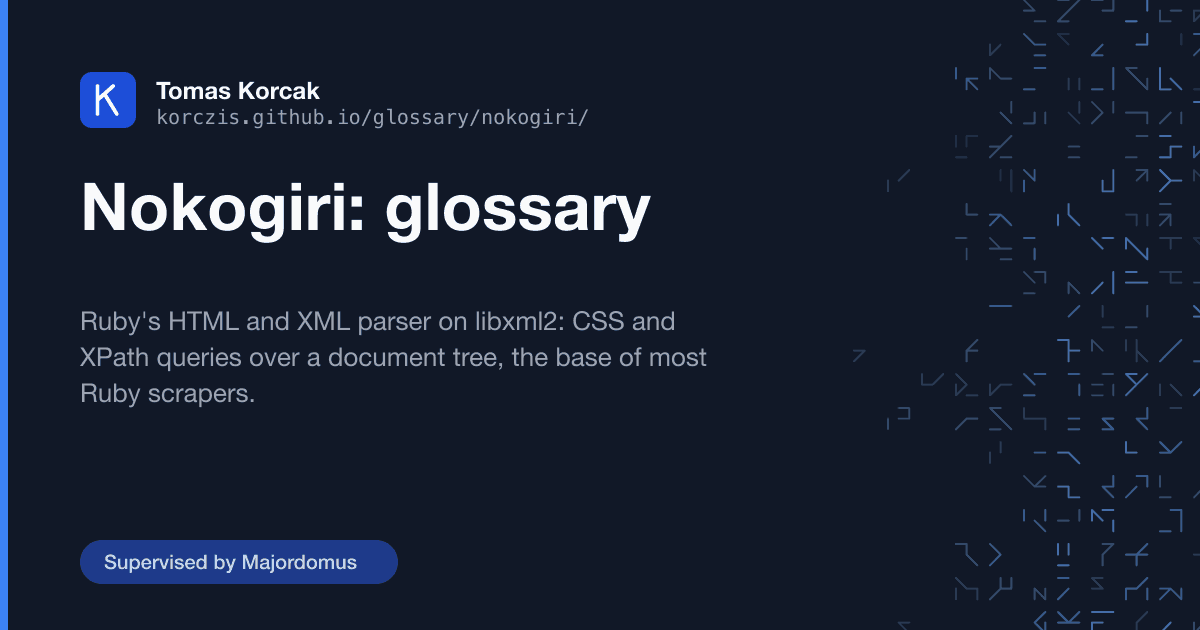 K
Tomas Korcak
korczis.github.io/glossary/nokogiri/
Nokogiri: glossary
Ruby's HTML and XML parser on libxml2: CSS and
XPath queries over a document tree, the base of most
Ruby scrapers.
Supervised by Majordomus